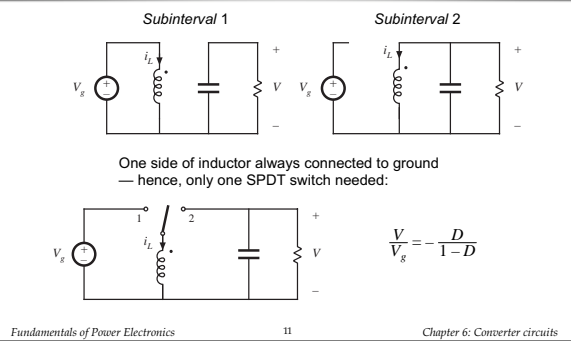 Subinterval 1
Subinterval 2
i_L
+
V_g
+
−
V
−
i_L
+
V_g
+
−
V
−
One side of inductor always connected to ground
— hence, only one SPDT switch needed:
1
2
+
i_L
V_g
+
−
V
−
V/V_g = − D/(1 − D)
Fundamentals of Power Electronics
11
Chapter 6: Converter circuits